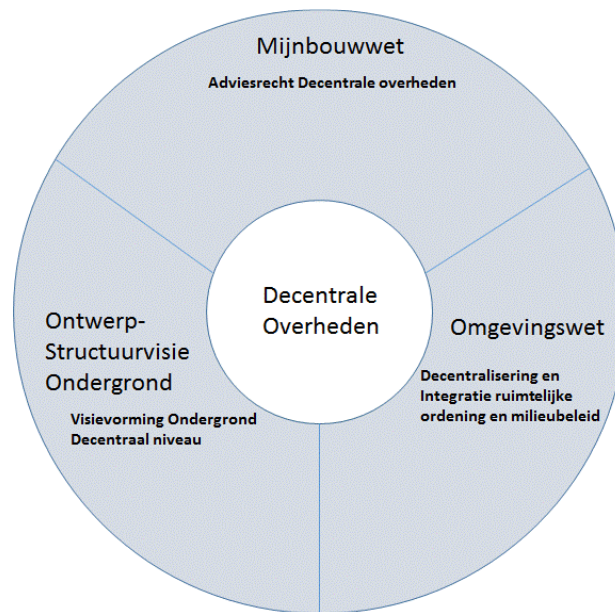 Mijnbouwwet
Adviesrecht Decentrale overheden
Decentrale
Overheden
Ontwerp-
Structuurvisie
Ondergrond
Visievorming Ondergrond
Decentraal niveau
Omgevingswet
Decentralisering en
Integratie ruimtelijke
ordening en milieubeleid